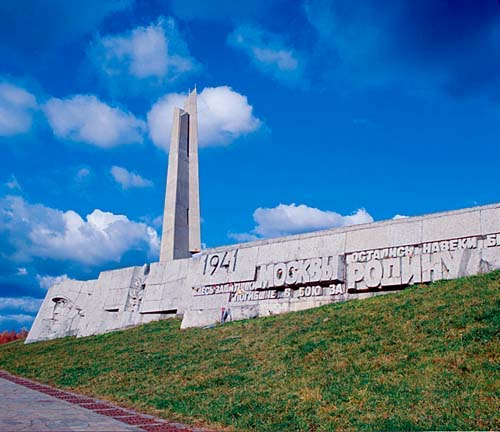 1941
ЗДЕСЬ ЗАЩИТНИКИ МОСКВЫ ОСТАЛИСЬ НАВЕКИ
ПОГИБШИЕ В БОЮ ЗА РОДИНУ